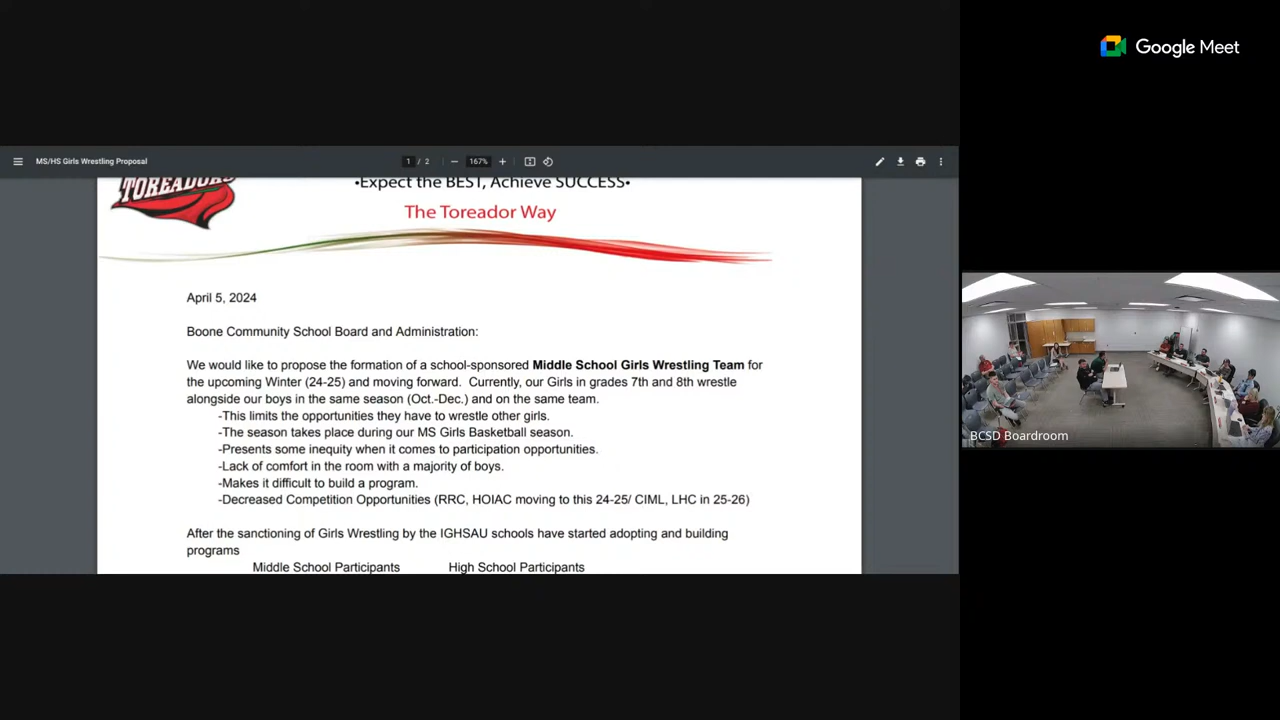 Google Meet
MS/HS Girls Wrestling Proposal
1 / 2
167%
TOREADORS
•Expect the BEST, Achieve SUCCESS•
The Toreador Way
April 5, 2024
Boone Community School Board and Administration:
We would like to propose the formation of a school-sponsored Middle School Girls Wrestling Team for
the upcoming Winter (24-25) and moving forward. Currently, our Girls in grades 7th and 8th wrestle
alongside our boys in the same season (Oct.-Dec.) and on the same team.
-This limits the opportunities they have to wrestle other girls.
-The season takes place during our MS Girls Basketball season.
-Presents some inequity when it comes to participation opportunities.
-Lack of comfort in the room with a majority of boys.
-Makes it difficult to build a program.
-Decreased Competition Opportunities (RRC, HOIAC moving to this 24-25/ CIML, LHC in 25-26)
After the sanctioning of Girls Wrestling by the IGHSAU schools have started adopting and building
programs
Middle School Participants High School Participants
BCSD Boardroom